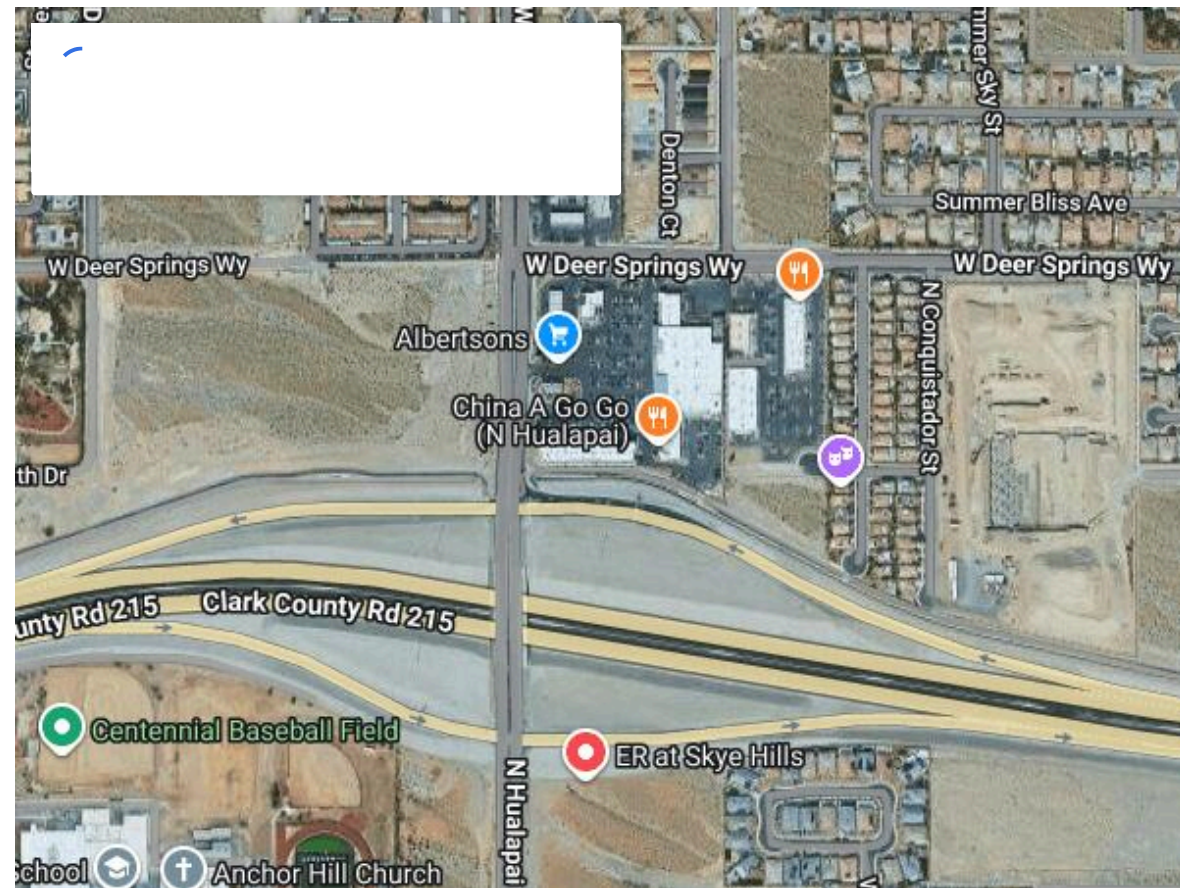 Denton Ct
Summer Bliss Ave
W Deer Springs Wy
W Deer Springs Wy
W Deer Springs Wy
N Conquistador St
Albertsons
China A Go Go
(N Hualapai)
th Dr
unty Rd 215
Clark County Rd 215
Centennial Baseball Field
ER at Skye Hills
N Hualapai
School
Anchor Hill Church
mmer Sky St
W